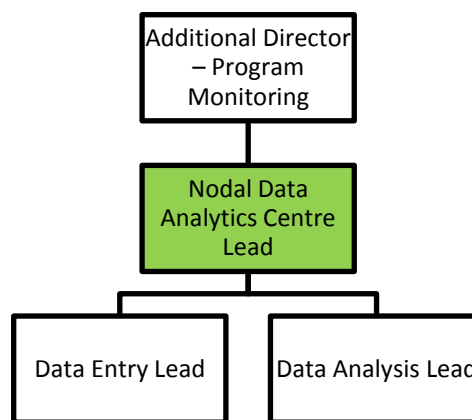 Additional Director
– Program
Monitoring
Nodal Data
Analytics Centre
Lead
Data Entry Lead
Data Analysis Lead